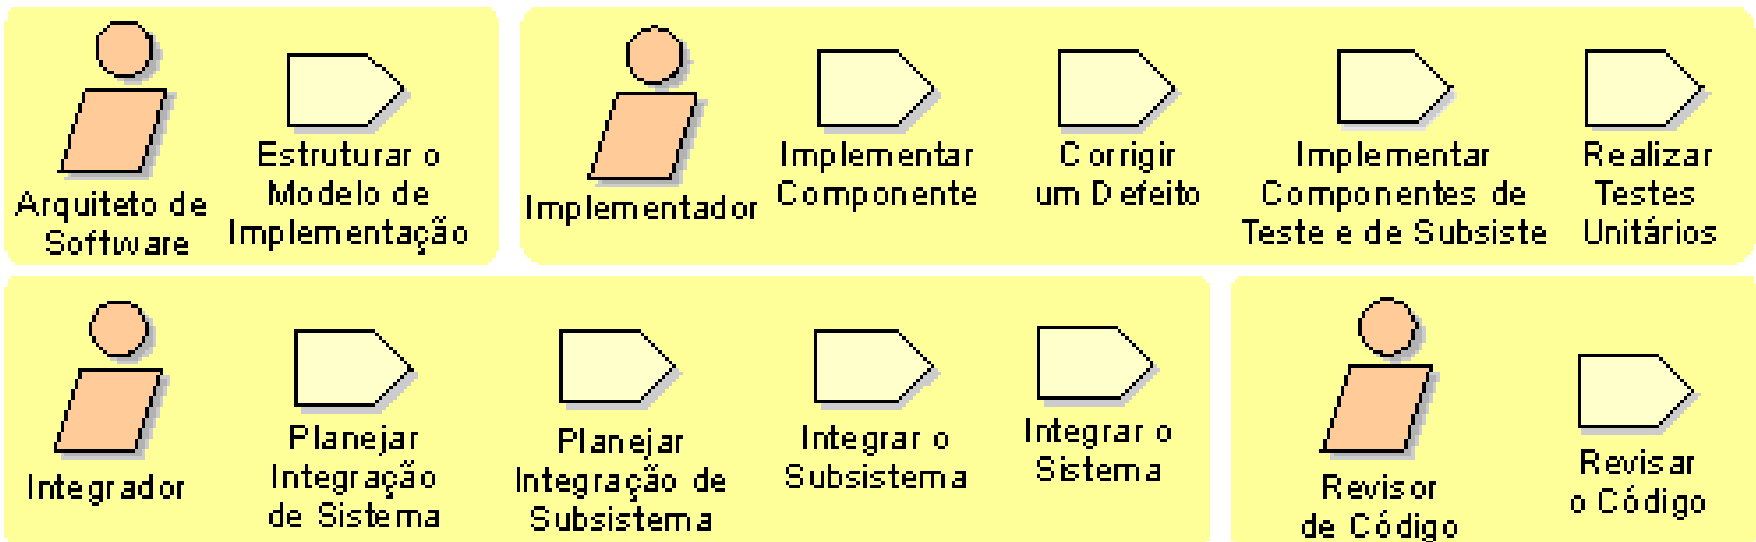 Arquiteto de
Software
Estruturar o
Modelo de
Implementação
Implementador
Implementar
Componente
Corrigir
um Defeito
Implementar
Componentes de
Teste e de Subsiste
Realizar
Testes
Unitários
Integrador
Planejar
Integração
de Sistema
Planejar
Integração de
Subsistema
Integrar o
Subsistema
Integrar o
Sistema
Revisor
de Código
Revisar
o Código